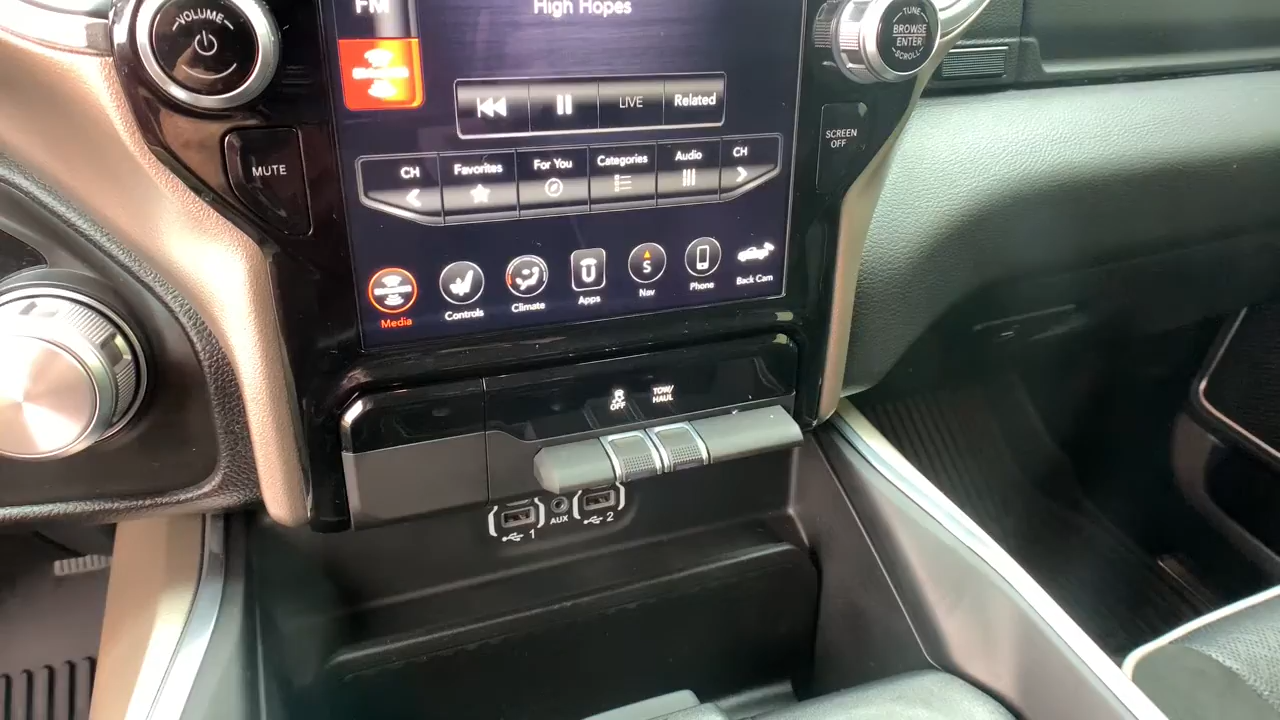 FM
High Hopes
VOLUME
TUNE
BROWSE
ENTER
SCROLL
LIVE
Related
MUTE
SCREEN
OFF
CH
Favorites
For You
Categories
Audio
CH
S
Media
Controls
Climate
Apps
Nav
Phone
Back Cam
OFF
TOW/
HAUL
1
AUX
2